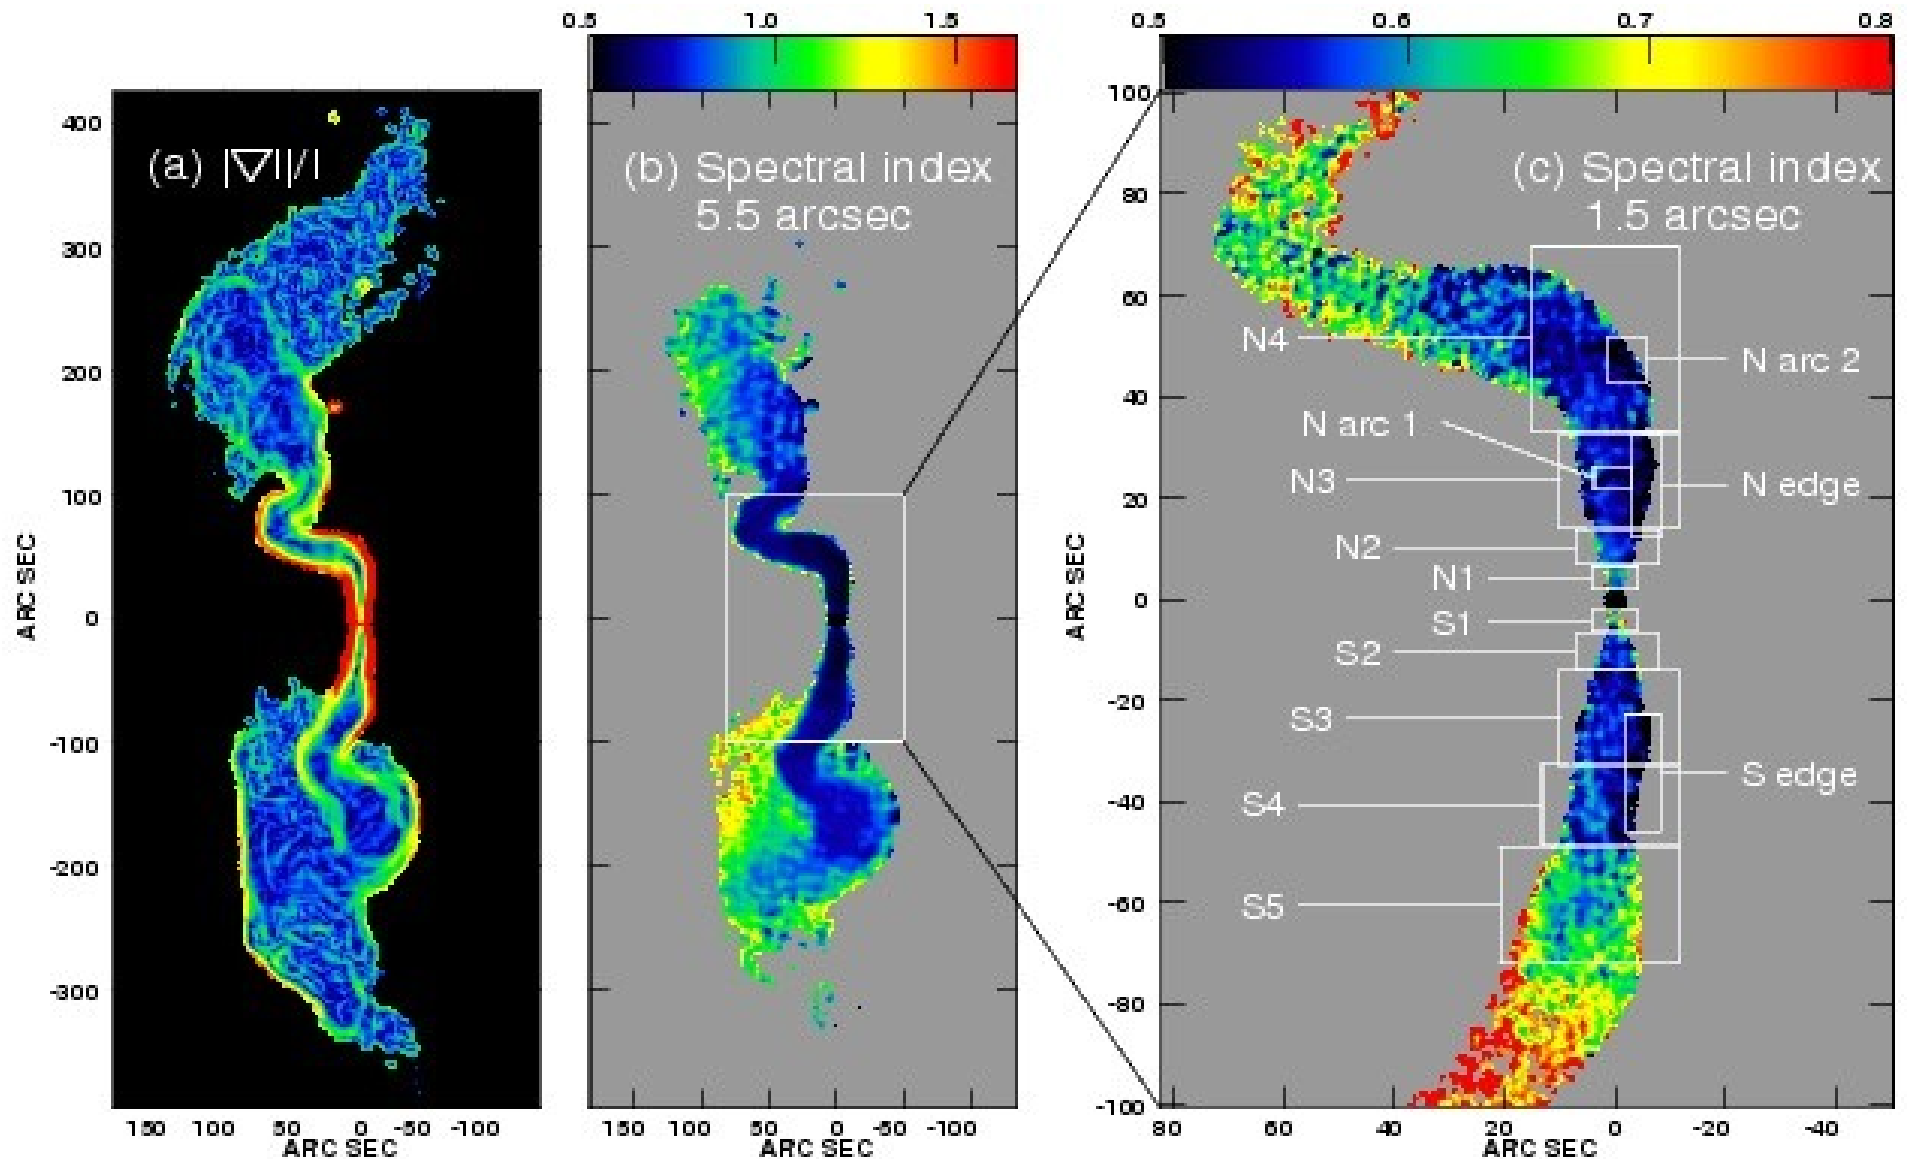 0.5 1.0 1.5
0.5 0.6 0.7 0.8
(a) |▽I|/I
400
300
200
100
0
-100
-200
-300
ARC SEC
150 100 50 0 -50 -100
ARC SEC
(b) Spectral index
5.5 arcsec
150 100 50 0 -50 -100
ARC SEC
(c) Spectral index
1.5 arcsec
100
80
60
40
20
0
-20
-40
-60
-80
-100
ARC SEC
N4
N arc 2
N arc 1
N3
N edge
N2
N1
S1
S2
S3
S edge
S4
S5
80 60 40 20 0 -20 -40
ARC SEC